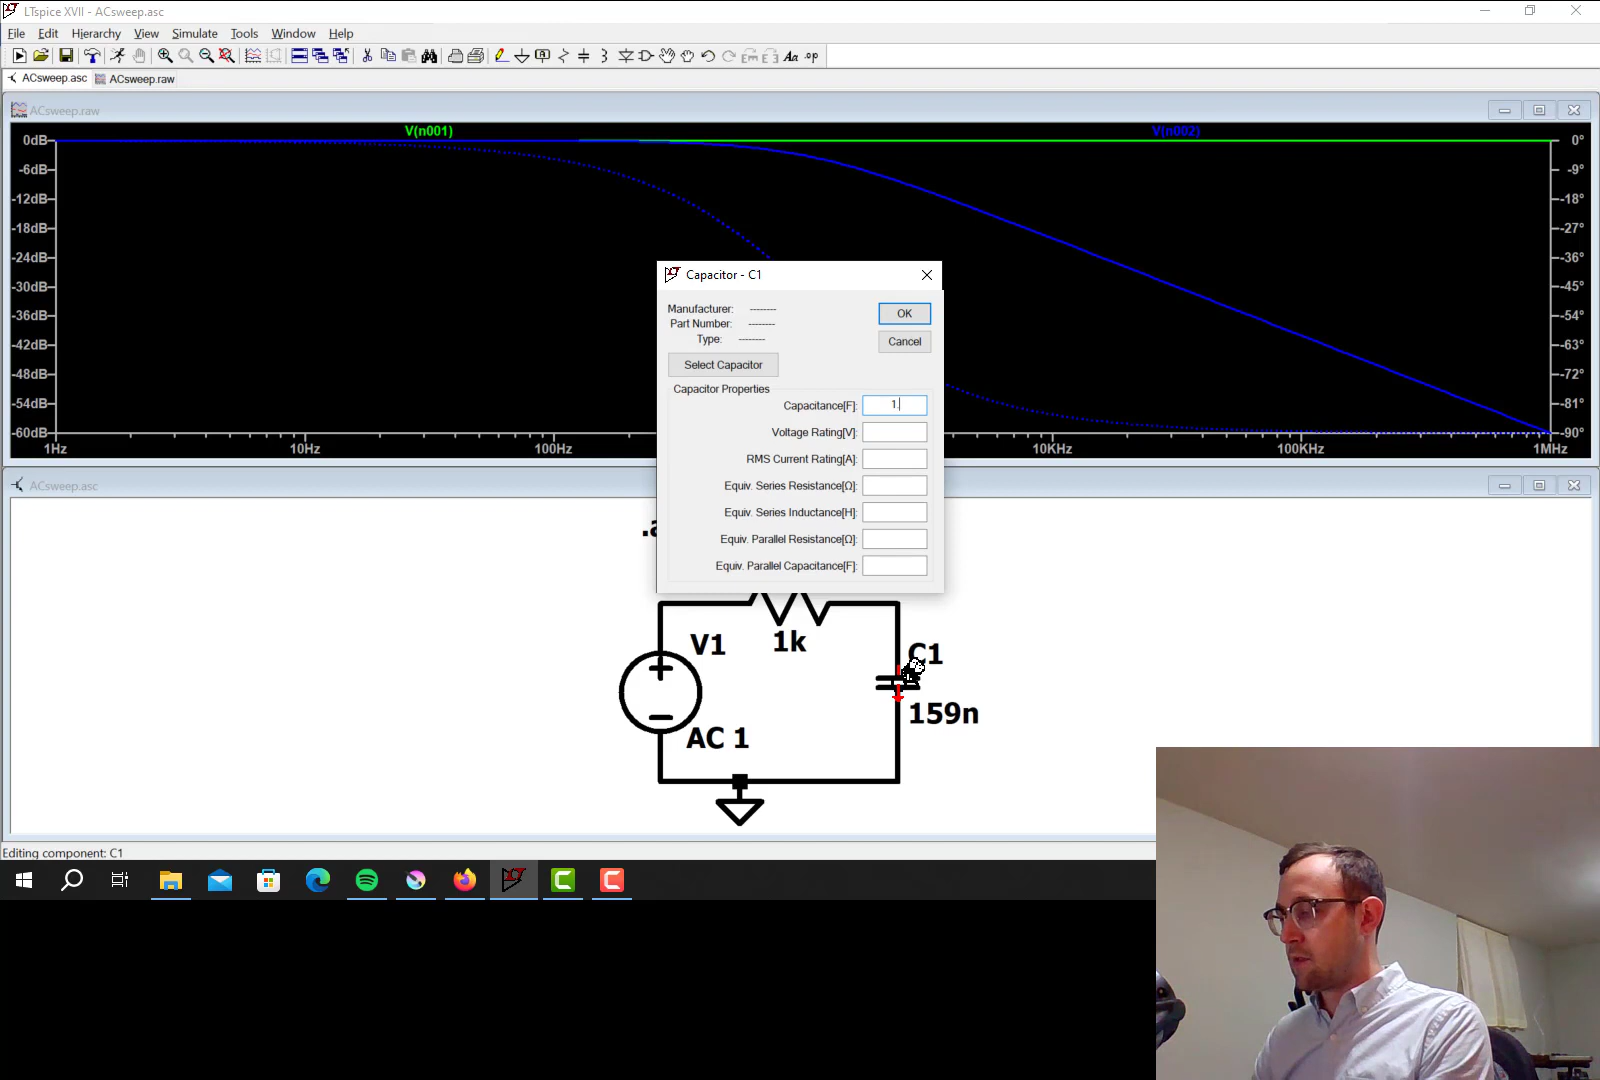 LTspice XVII - ACsweep.asc
File Edit Hierarchy View Simulate Tools Window Help
Aa .op
ACsweep.asc ACsweep.raw
ACsweep.raw
V(n001) V(n002)
0dB 0°
-6dB -9°
-12dB -18°
-18dB -27°
-24dB -36°
-30dB -45°
-36dB -54°
-42dB -63°
-48dB -72°
-54dB -81°
-60dB -90°
1Hz 10Hz 100Hz 10KHz 100KHz 1MHz
Capacitor - C1
Manufacturer: --------
OK
Part Number: --------
Type: --------
Cancel
Select Capacitor
Capacitor Properties
Capacitance[F]: 1.
Voltage Rating[V]:
RMS Current Rating[A]:
Equiv. Series Resistance[Ω]:
Equiv. Series Inductance[H]:
Equiv. Parallel Resistance[Ω]:
Equiv. Parallel Capacitance[F]:
ACsweep.asc
V1
1k
C1
159n
AC 1
Editing component: C1